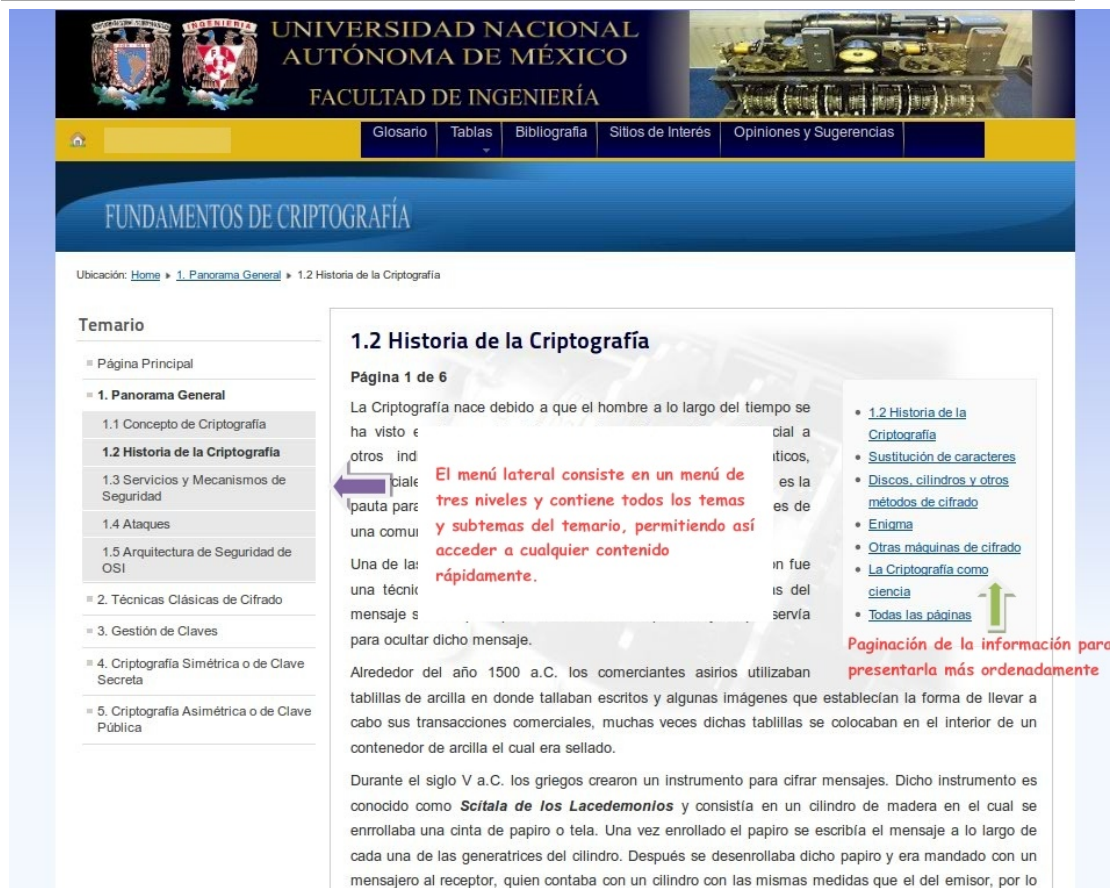 UNIVERSIDAD NACIONAL
AUTÓNOMA DE MÉXICO
FACULTAD DE INGENIERÍA
INGENIERIA
Glosario Tablas Bibliografia Sitios de Interés Opiniones y Sugerencias
FUNDAMENTOS DE CRIPTOGRAFÍA
Ubicación: Home ▸ 1. Panorama General ▸ 1.2 Historia de la Criptografía
Temario
Página Principal
1. Panorama General
1.1 Concepto de Criptografía
1.2 Historia de la Criptografía
1.3 Servicios y Mecanismos de
Seguridad
1.4 Ataques
1.5 Arquitectura de Seguridad de
OSI
2. Técnicas Clásicas de Cifrado
3. Gestión de Claves
4. Criptografía Simétrica o de Clave
Secreta
5. Criptografía Asimétrica o de Clave
Pública
1.2 Historia de la Criptografía
Página 1 de 6
La Criptografía nace debido a que el hombre a lo largo del tiempo se
ha visto
otros
es la
pauta para
de
una
Una de
fue
una
del
mensaje
servía
para ocultar dicho mensaje.
El menú lateral consiste en un menú de
tres niveles y contiene todos los temas
y subtemas del temario, permitiendo así
acceder a cualquier contenido
rápidamente.
Alrededor del año 1500 a.C. los comerciantes asirios utilizaban
tablillas de arcilla en donde tallaban escritos y algunas imágenes que establecían la forma de llevar a
cabo sus transacciones comerciales, muchas veces dichas tablillas se colocaban en el interior de un
contenedor de arcilla el cual era sellado.
Durante el siglo V a.C. los griegos crearon un instrumento para cifrar mensajes. Dicho instrumento es
conocido como Scítala de los Lacedemonios y consistía en un cilindro de madera en el cual se
enrrollaba una cinta de papiro o tela. Una vez enrollado el papiro se escribía el mensaje a lo largo de
cada una de las generatrices del cilindro. Después se desenrollaba dicho papiro y era mandado con un
mensajero al receptor, quien contaba con un cilindro con las mismas medidas que el del emisor, por lo
1.2 Historia de la
Criptografía
Sustitución de caracteres
Discos, cilindros y otros
métodos de cifrado
Enigma
Otras máquinas de cifrado
La Criptografía como
ciencia
Todas las páginas
Paginación de la información para
presentarla más ordenadamente